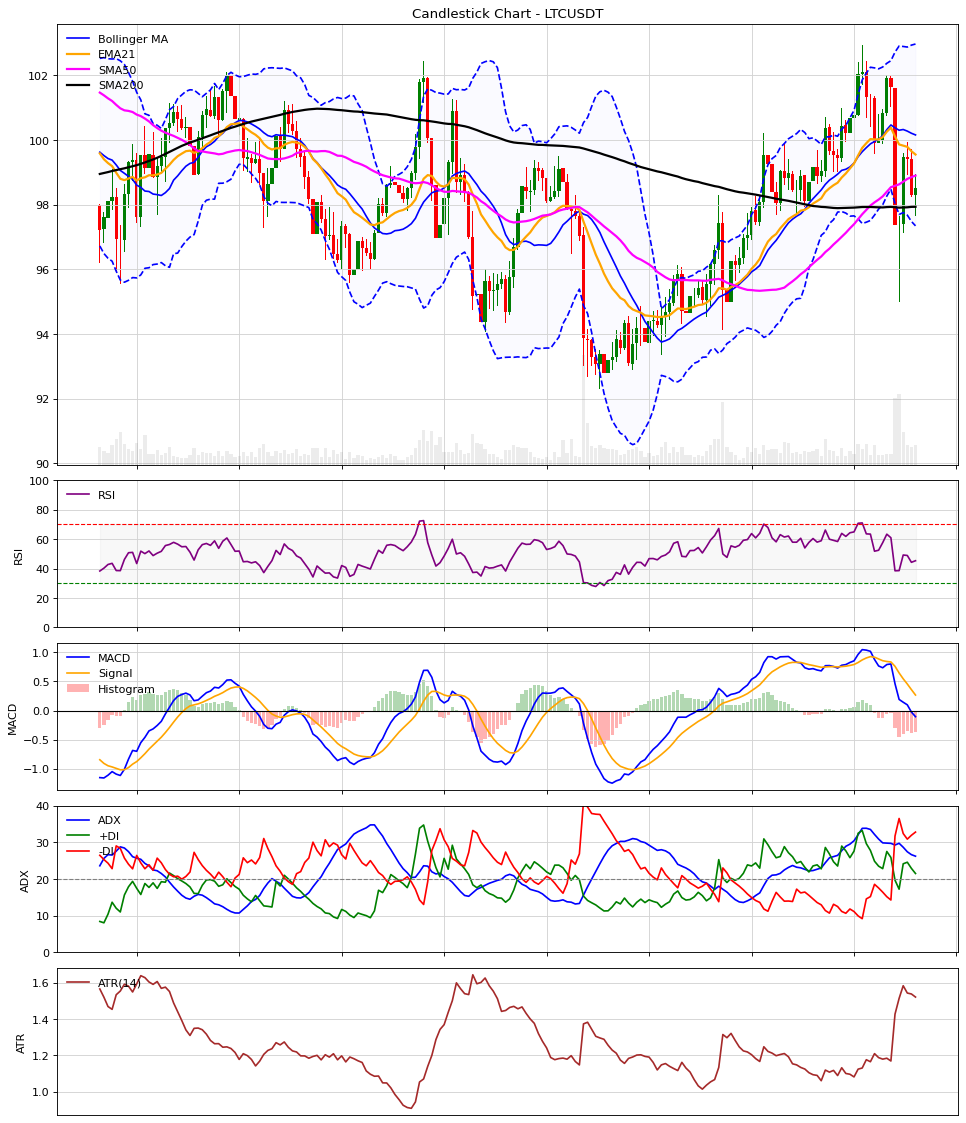 Candlestick Chart - LTCUSDT
Bollinger MA
EMA21
SMA50
SMA200
102
100
98
96
94
92
90
RSI
100
80
60
40
20
0
RSI
MACD
Signal
Histogram
1.0
0.5
0.0
−0.5
−1.0
MACD
ADX
+DI
-DI
40
30
20
10
0
ADX
ATR(14)
1.6
1.4
1.2
1.0
ATR